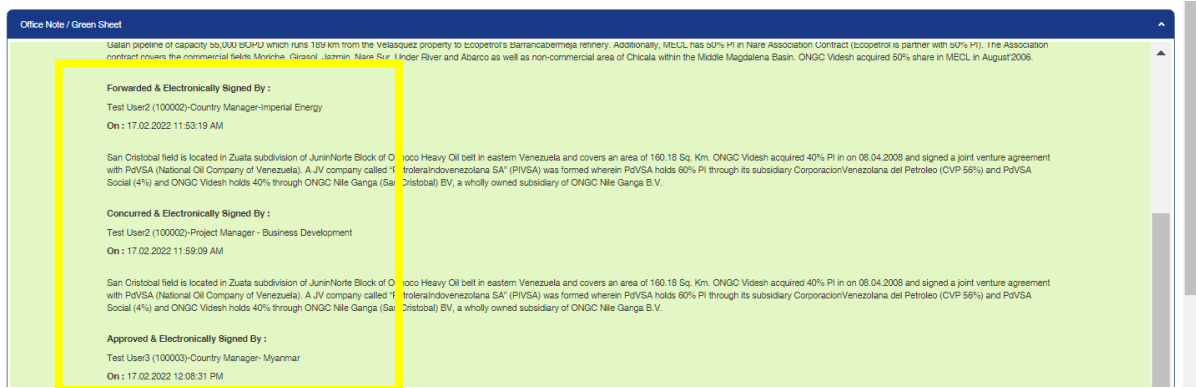 Office Note / Green Sheet
Galan pipeline of capacity 55,000 BOPD which runs 189 km from the Velasquez property to Ecopetrol's Barrancabermeja refinery. Additionally, MECL has 50% PI in Nare Association Contract (Ecopetrol is partner with 50% PI). The Association
contract covers the commercial fields Moriche, Girasol, Jazmin, Nare Sur, Under River and Abarco as well as non-commercial area of Chicala within the Middle Magdalena Basin. ONGC Videsh acquired 50% share in MECL in August'2006.
Forwarded & Electronically Signed By :
Test User2 (100002)-Country Manager-Imperial Energy
On : 17.02.2022 11:53:19 AM
San Cristobal field is located in Zuata subdivision of JuninNorte Block of Heavy Oil belt in eastern Venezuela and covers an area of 160.18 Sq. Km. ONGC Videsh acquired 40% PI in on 08.04.2008 and signed a joint venture agreement
with PdVSA (National Oil Company of Venezuela). A JV company called (PIVSA) was formed wherein PdVSA holds 60% PI through its subsidiary CorporacionVenezolana del Petroleo (CVP 56%) and PdVSA
Social (4%) and ONGC Videsh holds 40% through ONGC Nile Ganga BV, a wholly owned subsidiary of ONGC Nile Ganga B.V.
Concurred & Electronically Signed By :
Test User2 (100002)-Project Manager - Business Development
On : 17.02.2022 11:59:09 AM
San Cristobal field is located in Zuata subdivision of JuninNorte Block of Heavy Oil belt in eastern Venezuela and covers an area of 160.18 Sq. Km. ONGC Videsh acquired 40% PI in on 08.04.2008 and signed a joint venture agreement
with PdVSA (National Oil Company of Venezuela). A JV company called (PIVSA) was formed wherein PdVSA holds 60% PI through its subsidiary CorporacionVenezolana del Petroleo (CVP 56%) and PdVSA
Social (4%) and ONGC Videsh holds 40% through ONGC Nile Ganga BV, a wholly owned subsidiary of ONGC Nile Ganga B.V.
Approved & Electronically Signed By :
Test User3 (100003)-Country Manager- Myanmar
On : 17.02.2022 12:08:31 PM